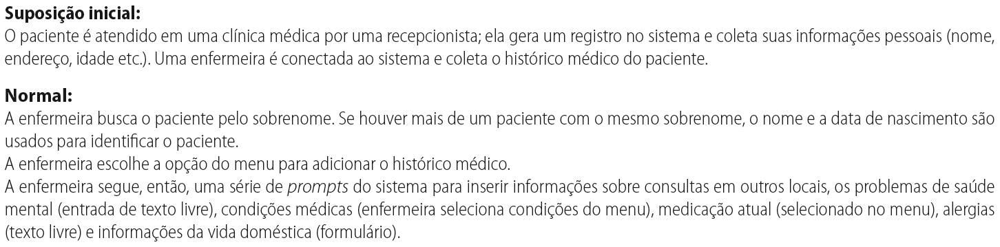 Suposição inicial:
O paciente é atendido em uma clínica médica por uma recepcionista; ela gera um registro no sistema e coleta suas informações pessoais (nome,
endereço, idade etc.). Uma enfermeira é conectada ao sistema e coleta o histórico médico do paciente.
Normal:
A enfermeira busca o paciente pelo sobrenome. Se houver mais de um paciente com o mesmo sobrenome, o nome e a data de nascimento são
usados para identificar o paciente.
A enfermeira escolhe a opção do menu para adicionar o histórico médico.
A enfermeira segue, então, uma série de prompts do sistema para inserir informações sobre consultas em outros locais, os problemas de saúde
mental (entrada de texto livre), condições médicas (enfermeira seleciona condições do menu), medicação atual (selecionado no menu), alergias
(texto livre) e informações da vida doméstica (formulário).